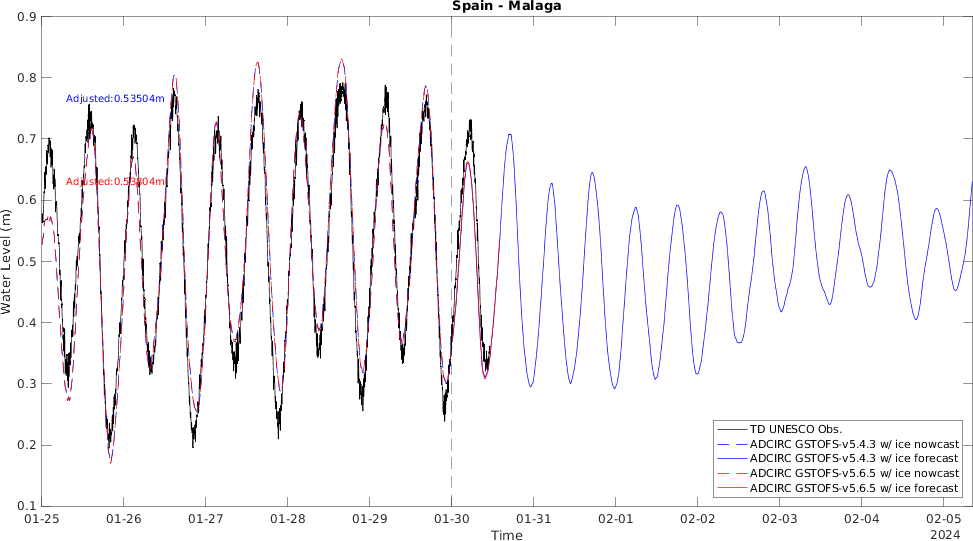 Spain - Malaga
0.9
0.8
0.7
0.6
0.5
0.4
0.3
0.2
0.1
Water Level (m)
Adjusted:0.53504m
Adjusted:0.53804m
TD UNESCO Obs.
ADCIRC GSTOFS-v5.4.3 w/ ice nowcast
ADCIRC GSTOFS-v5.4.3 w/ ice forecast
ADCIRC GSTOFS-v5.6.5 w/ ice nowcast
ADCIRC GSTOFS-v5.6.5 w/ ice forecast
01-25 01-26 01-27 01-28 01-29 01-30 01-31 02-01 02-02 02-03 02-04 02-05
Time
2024